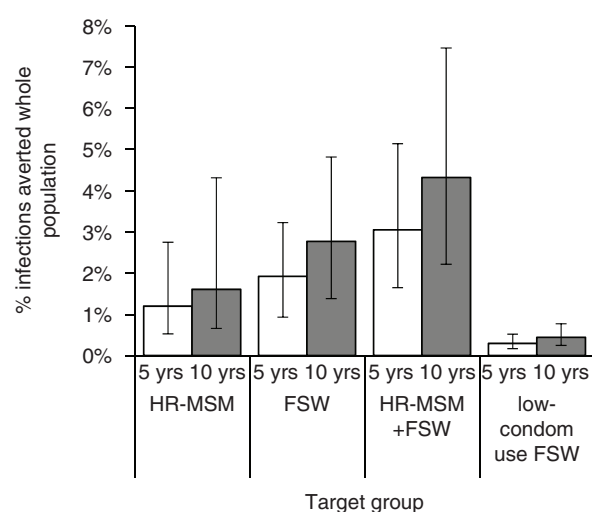 % infections averted whole
population
8%
7%
6%
5%
4%
3%
2%
1%
0%
5 yrs 10 yrs 5 yrs 10 yrs 5 yrs 10 yrs 5 yrs 10 yrs
HR-MSM
FSW
HR-MSM
+FSW
low-
condom
use FSW
Target group